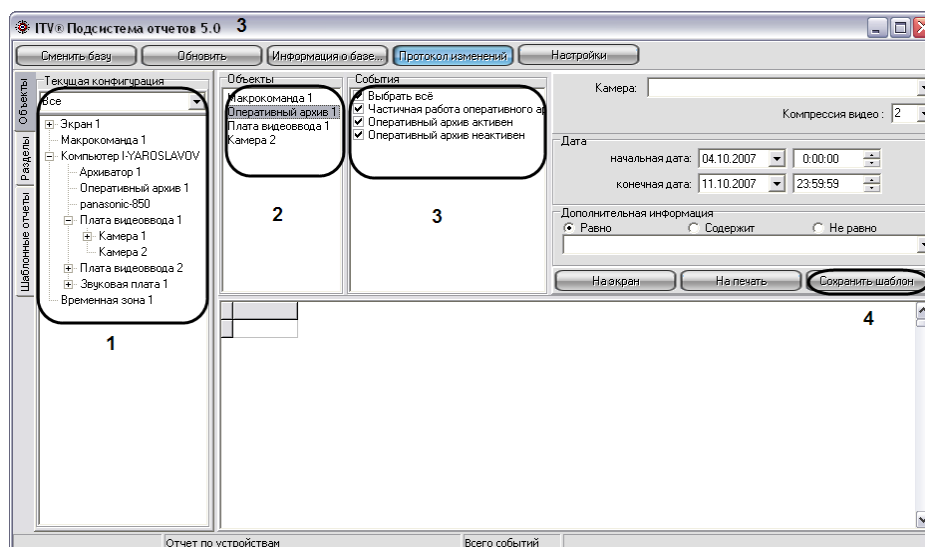 ITV® Подсистема отчетов 5.0 3
Сменить базу Обновить Информация о базе... Протокол изменений Настройки
Объекты
Разделы
Шаблонные отчеты
Текущая конфигурация
Все
Экран 1
Макрокоманда 1
Компьютер I-YAROSLAVOV
Архиватор 1
Оперативный архив 1
panasonic-850
Плата видеоввода 1
Камера 1
Камера 2
Плата видеоввода 2
Звуковая плата 1
Временная зона 1
1
Объекты
Макрокоманда 1
Оперативный архив 1
Плата видеоввода 1
Камера 2
2
События
Выбрать всё
Частичная работа оперативного ар
Оперативный архив активен
Оперативный архив неактивен
3
Камера:
Компрессия видео : 2
Дата
начальная дата: 04.10.2007 0:00:00
конечная дата: 11.10.2007 23:59:59
Дополнительная информация
Равно Содержит Не равно
На экран На печать Сохранить шаблон
4
Отчет по устройствам Всего событий